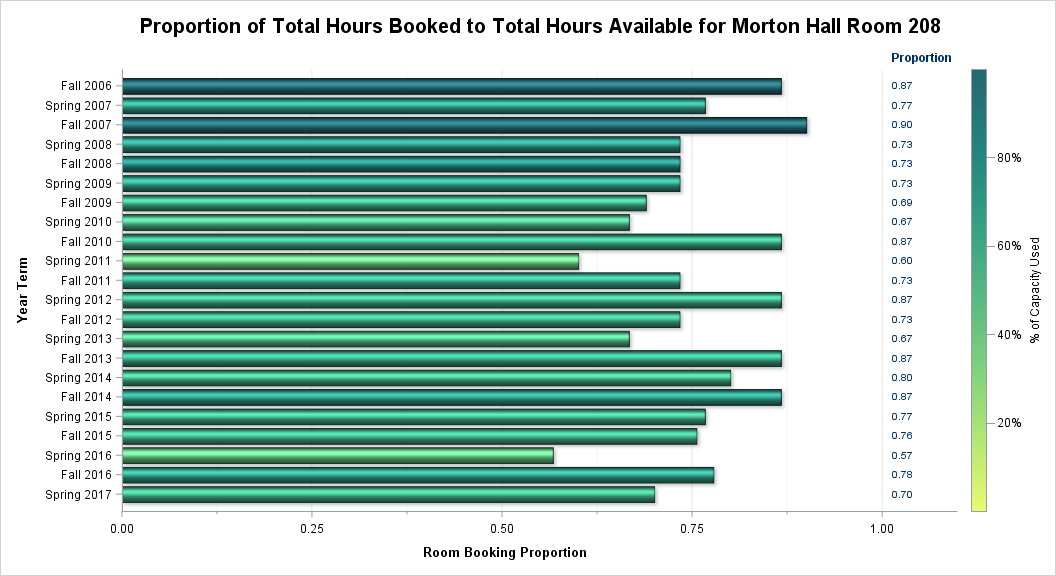 Proportion of Total Hours Booked to Total Hours Available for Morton Hall Room 208
Proportion
Fall 2006 0.87
Spring 2007 0.77
Fall 2007 0.90
Spring 2008 0.73
Fall 2008 0.73
Spring 2009 0.73
Fall 2009 0.69
Spring 2010 0.67
Fall 2010 0.87
Spring 2011 0.60
Fall 2011 0.73
Spring 2012 0.87
Fall 2012 0.73
Spring 2013 0.67
Fall 2013 0.87
Spring 2014 0.80
Fall 2014 0.87
Spring 2015 0.77
Fall 2015 0.76
Spring 2016 0.57
Fall 2016 0.78
Spring 2017 0.70
Year Term
0.00 0.25 0.50 0.75 1.00
Room Booking Proportion
80%
60%
40%
20%
% of Capacity Used